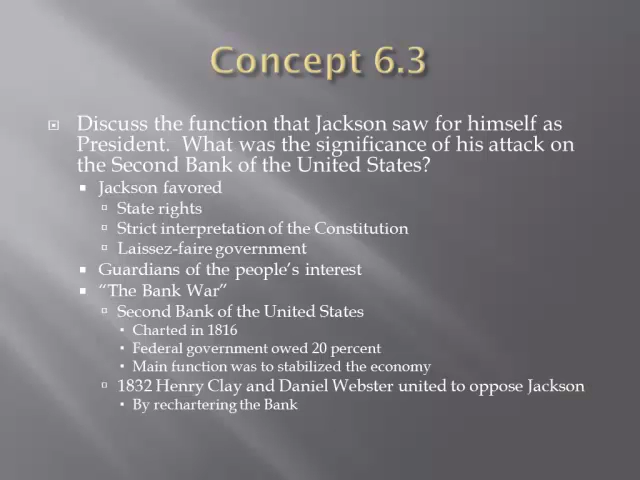 Concept 6.3
Discuss the function that Jackson saw for himself as
President. What was the significance of his attack on
the Second Bank of the United States?
Jackson favored
State rights
Strict interpretation of the Constitution
Laissez-faire government
Guardians of the people's interest
"The Bank War"
Second Bank of the United States
Charted in 1816
Federal government owed 20 percent
Main function was to stabilized the economy
1832 Henry Clay and Daniel Webster united to oppose Jackson
By rechartering the Bank